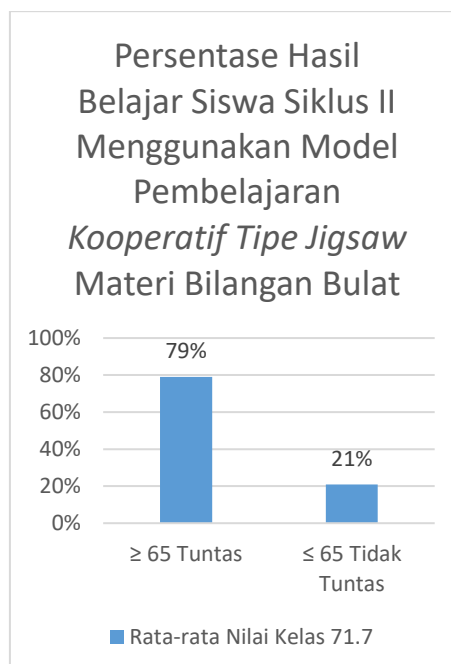 Persentase Hasil
Belajar Siswa Siklus II
Menggunakan Model
Pembelajaran
Kooperatif Tipe Jigsaw
Materi Bilangan Bulat
100%
80%
60%
40%
20%
0%
79%
21%
≥ 65 Tuntas
≤ 65 Tidak
Tuntas
Rata-rata Nilai Kelas 71.7